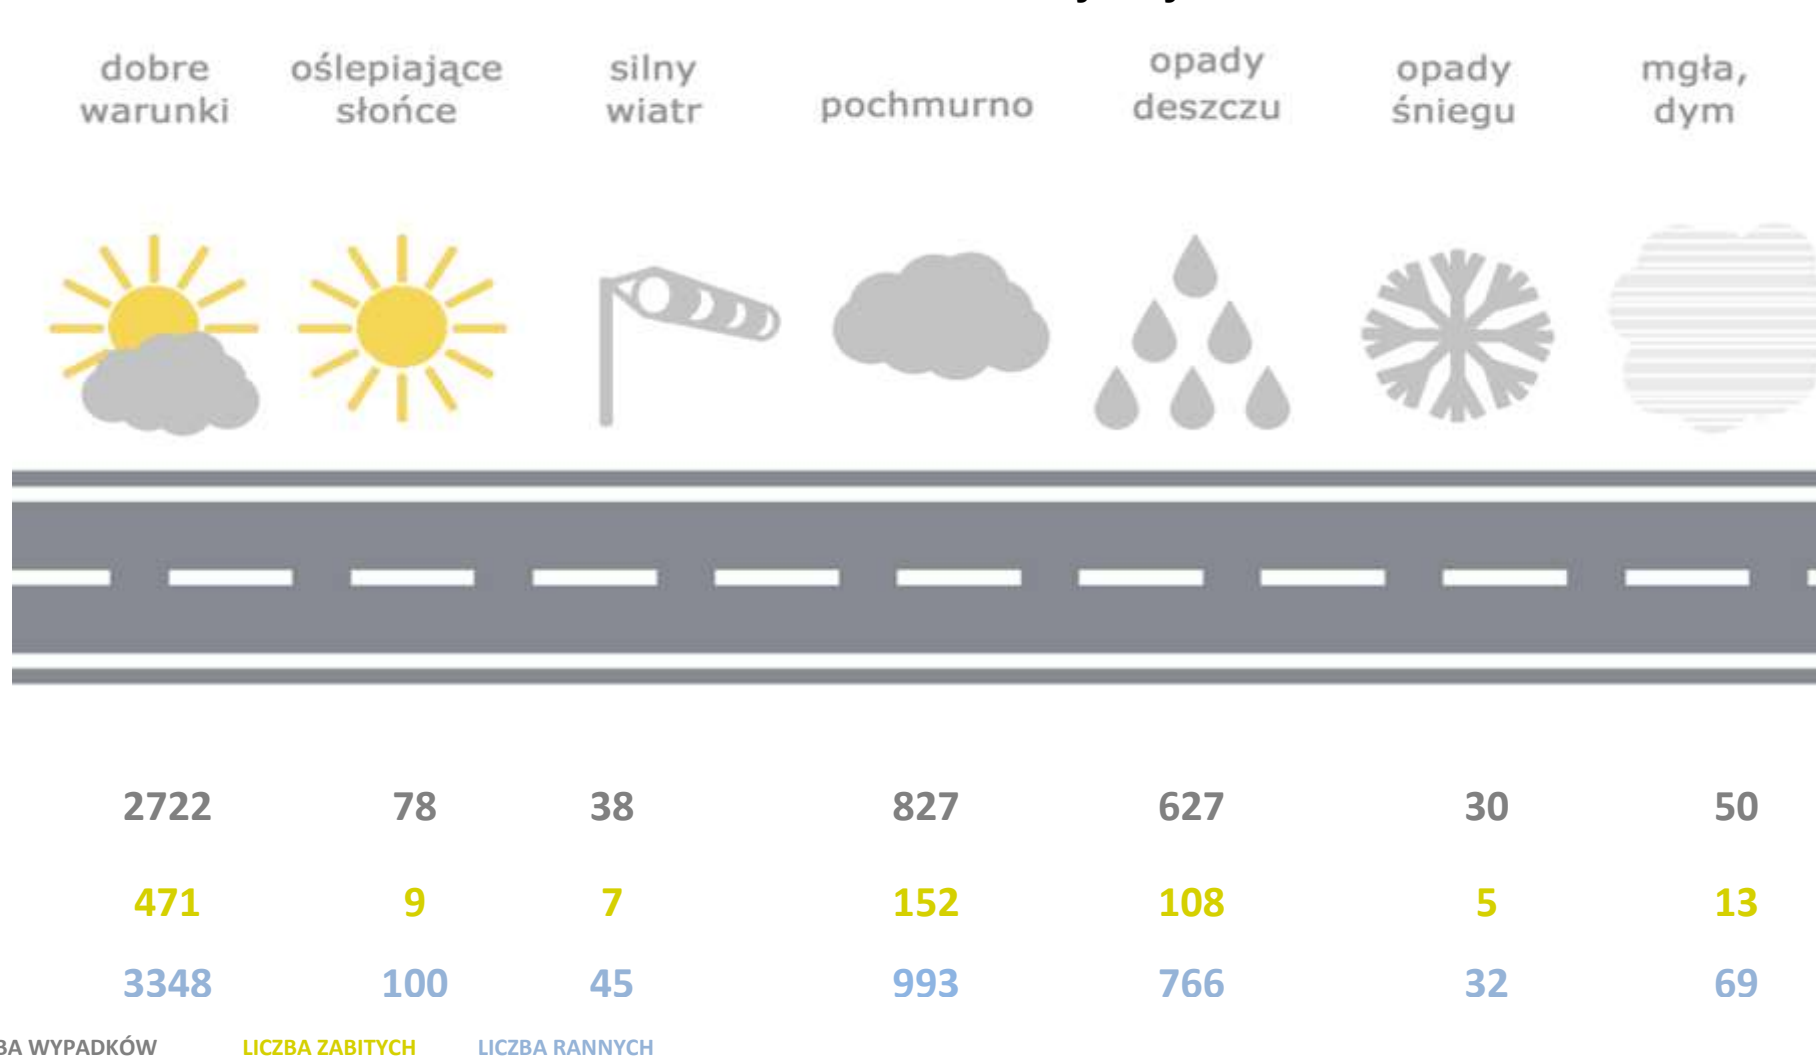 dobre warunki
oślepiające słońce
silny wiatr
pochmurno
opady deszczu
opady śniegu
mgła, dym
2722 78 38 827 627 30 50
471 9 7 152 108 5 13
3348 100 45 993 766 32 69
WYPADKÓW LICZBA ZABITYCH LICZBA RANNYCH